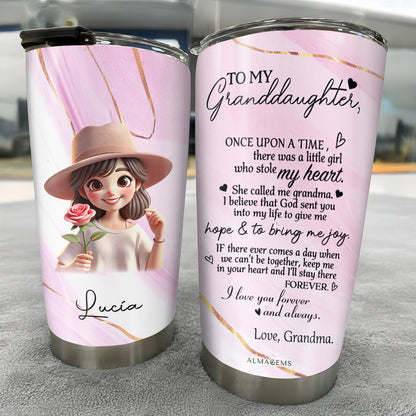 Lucía
TO MY
Granddaughter,
ONCE UPON A TIME,
there was a little girl
who stole my heart.
She called me grandma.
I believe that God sent you
into my life to give me
hope & to bring me joy.
IF there ever comes a day when
we can't be together, keep me
in your heart and I'll stay there
FOREVER.
I love you forever
and always.
Love, Grandma.
ALMAGEMS